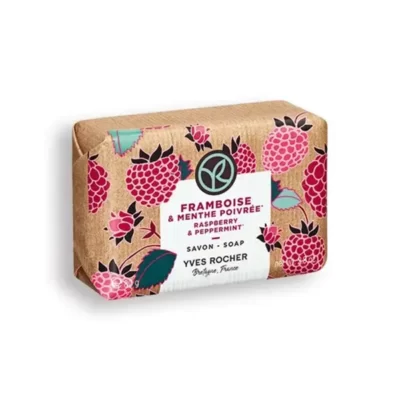 FRAMBOISE
& MENTHE POIVRÉE*
RASPBERRY
& PEPPERMINT*
SAVON - SOAP
YVES ROCHER
Bretagne, France